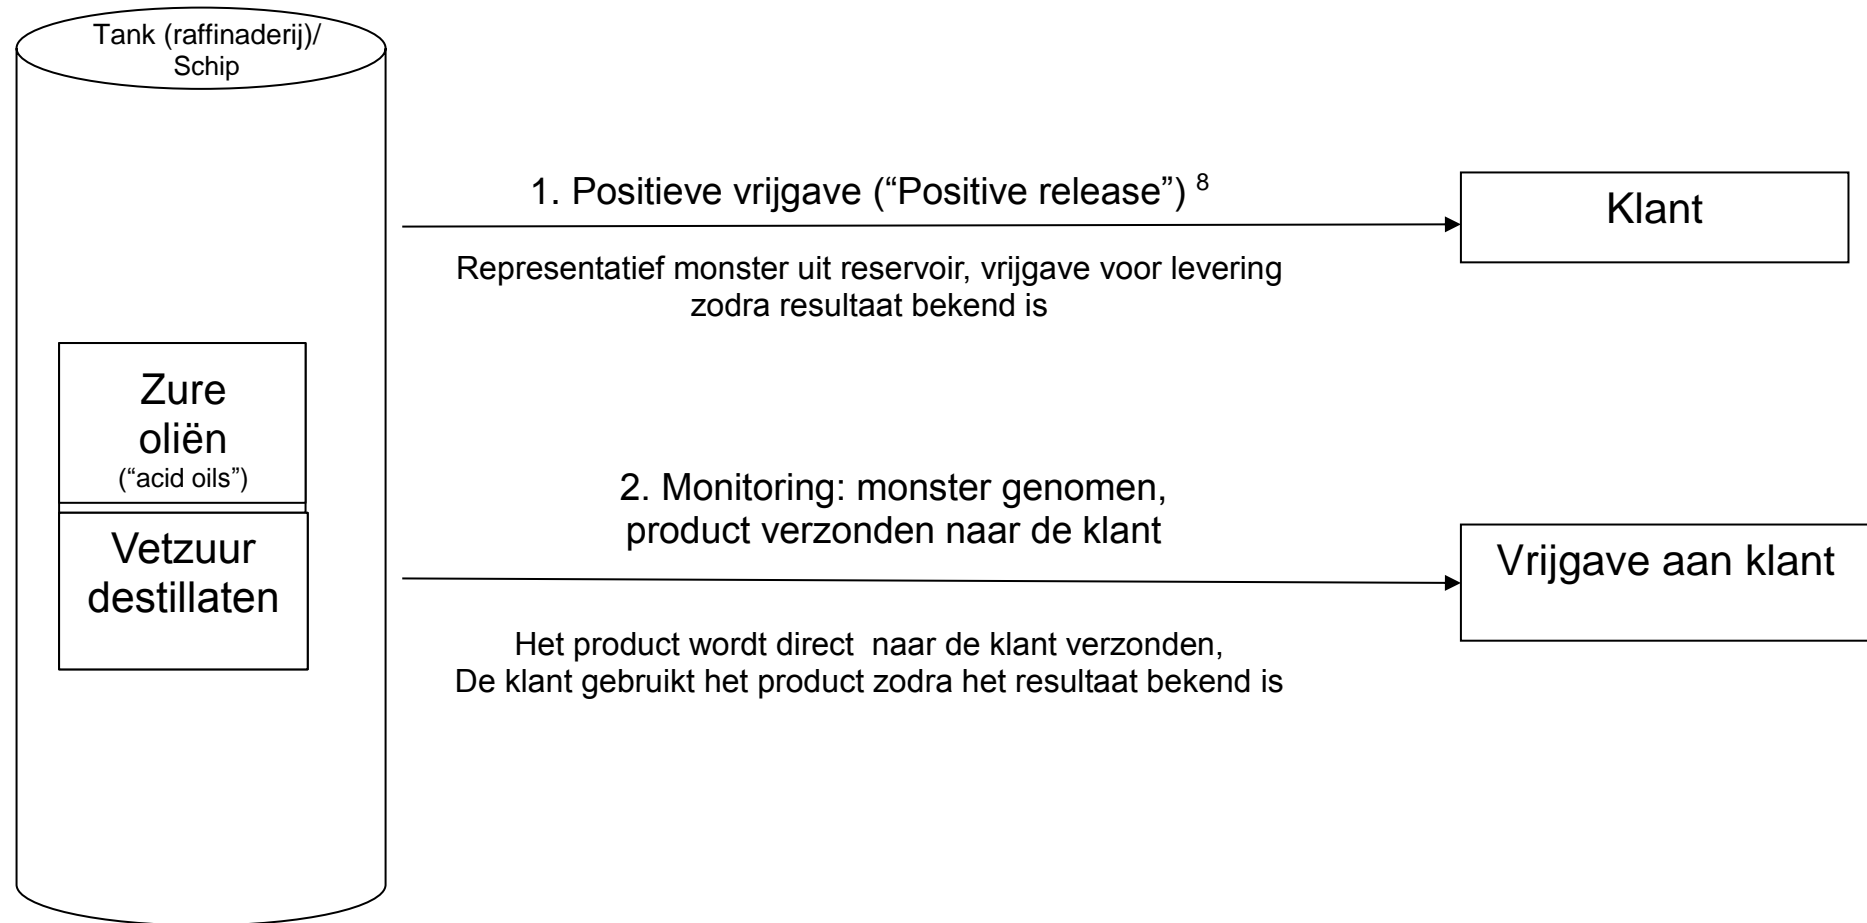 Tank (raffinaderij)/
Schip
1. Positieve vrijgave (“Positive release”) 8
Klant
Representatief monster uit reservoir, vrijgave voor levering
zodra resultaat bekend is
Zure
oliën
(“acid oils”)
Vetzuur
destillaten
2. Monitoring: monster genomen,
product verzonden naar de klant
Vrijgave aan klant
Het product wordt direct  naar de klant verzonden,
De klant gebruikt het product zodra het resultaat bekend is